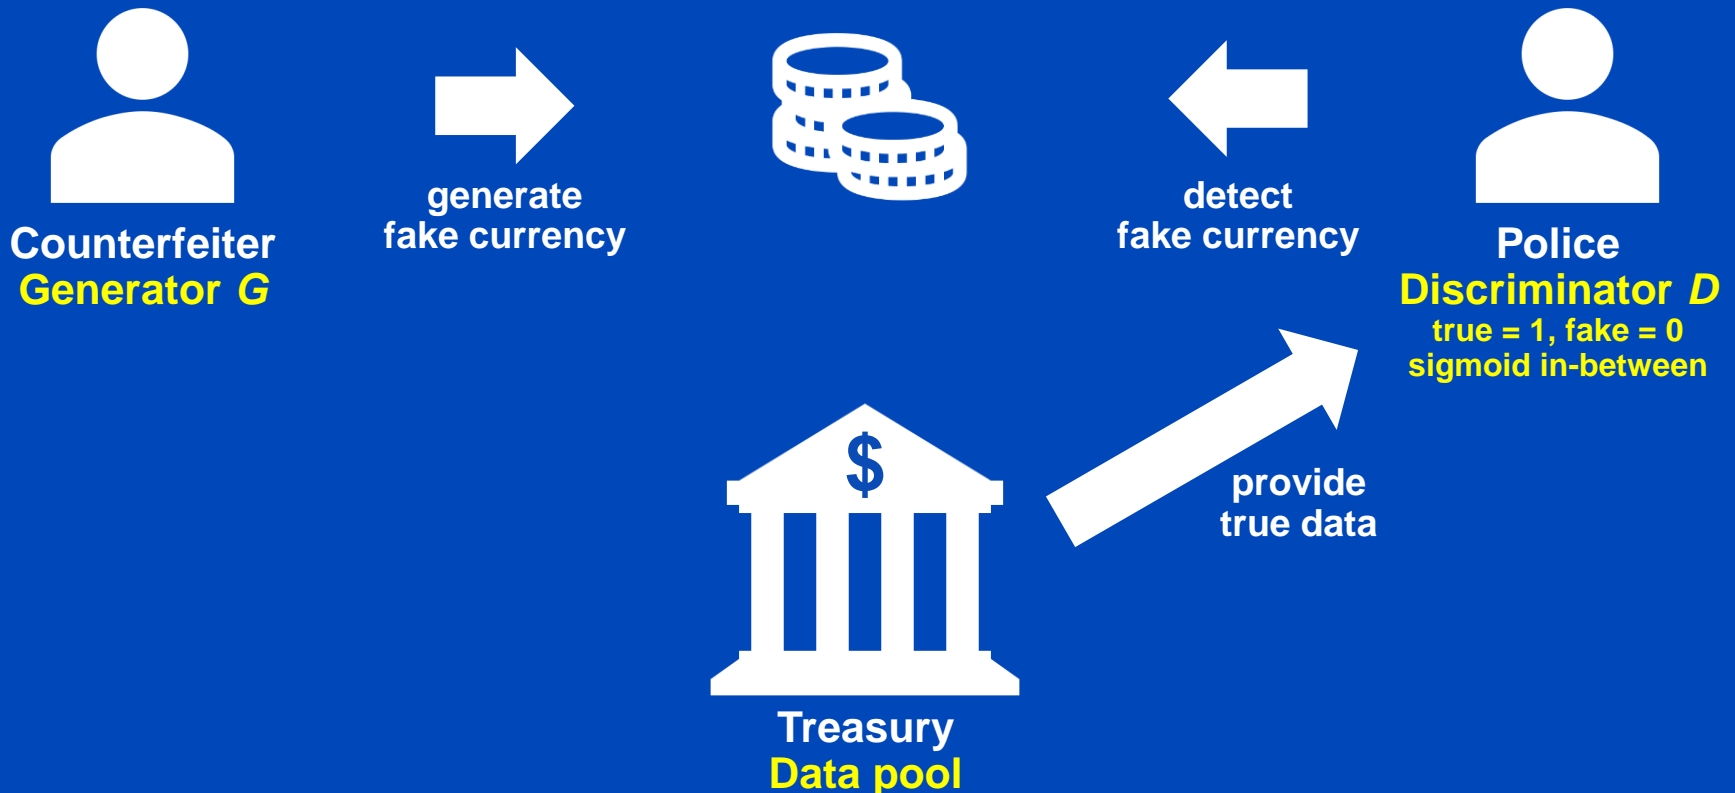 generate
fake currency
detect
fake currency
Counterfeiter
Generator G
Police
Discriminator D
true = 1, fake = 0
sigmoid in-between
$
provide
true data
Treasury
Data pool